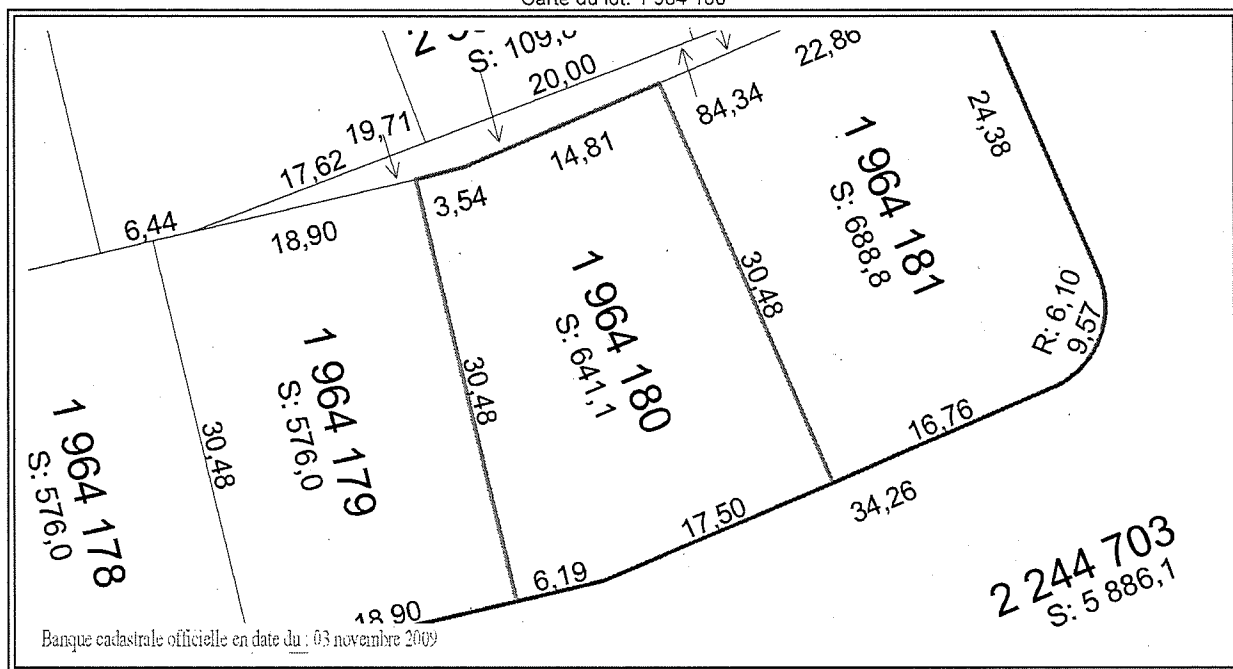 S: 109,
20,00
22,86
84,34
24,38
19,71
17,62
14,81
3,54
6,44
18,90
1 964 181
S: 688,8
30,48
R: 6,10
9,57
1 964 180
S: 641,1
30,48
1 964 179
S: 576,0
30,48
1 964 178
S: 576,0
16,76
34,26
17,50
6,19
18,90
2 244 703
S: 5 886,1
Banque cadastrale officielle en date du : 03 novembre 2009